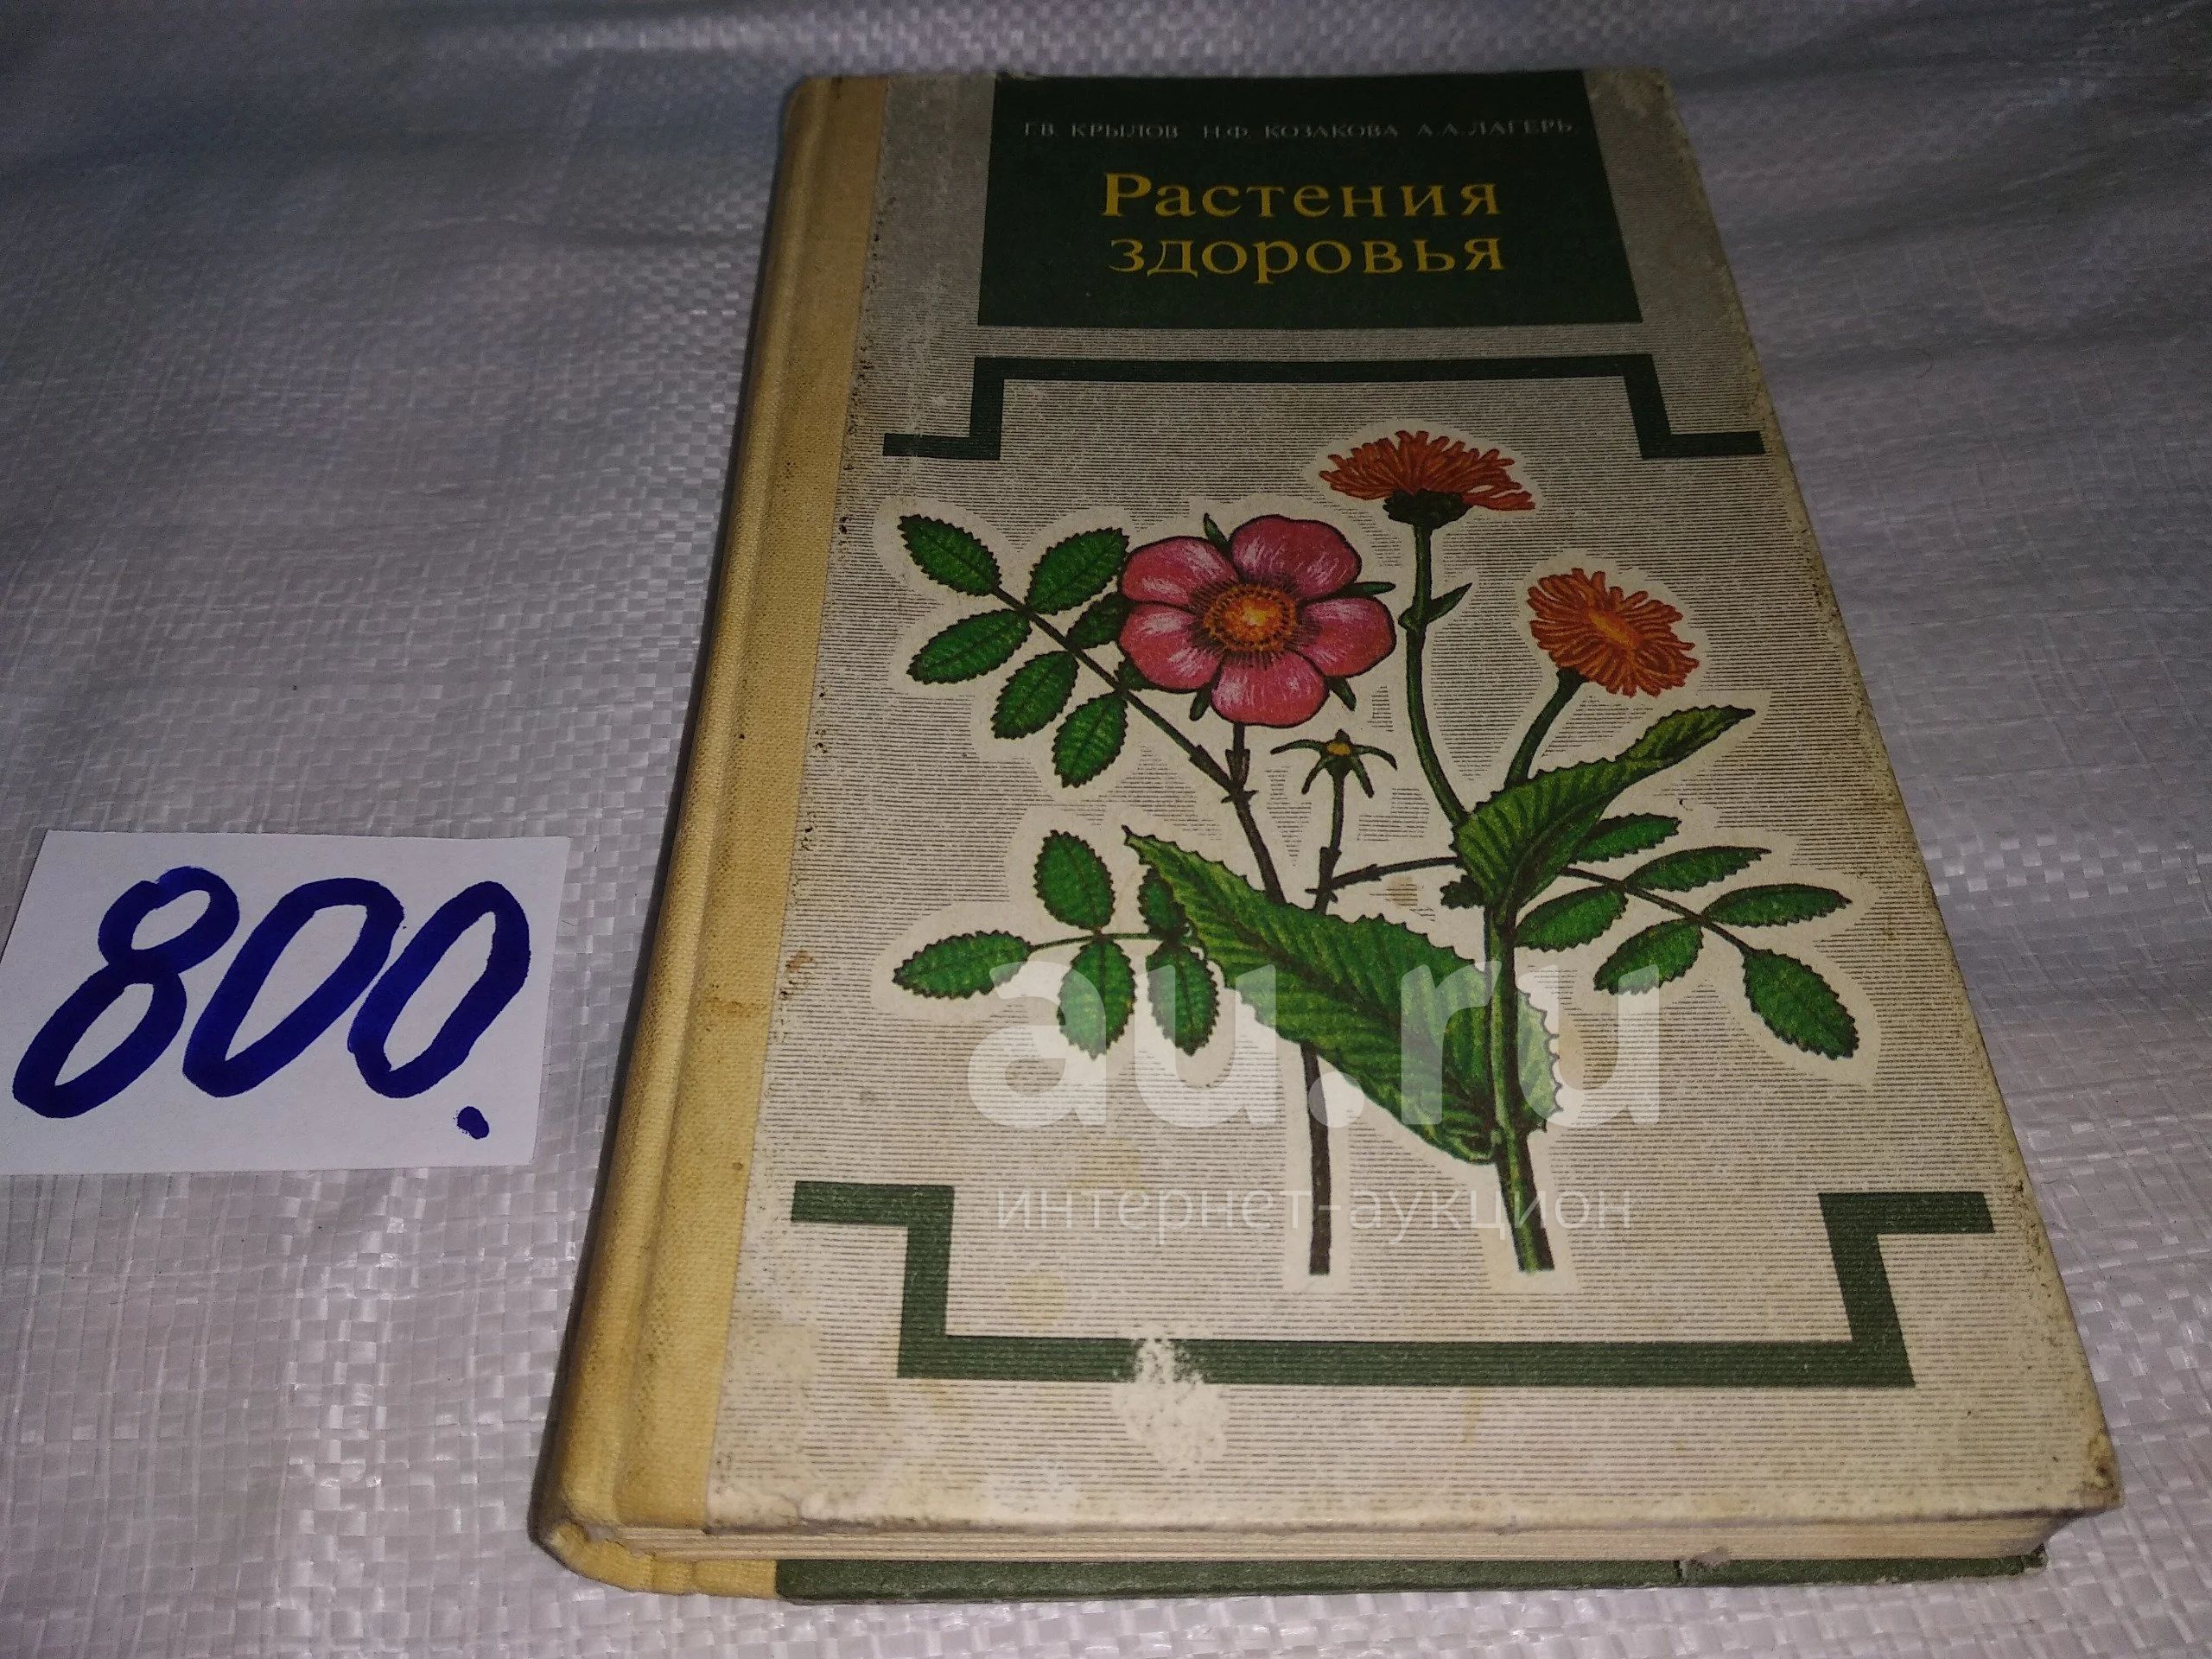 Г.В. КРЫЛОВ Н.Ф. КОЗАКОВА А.А. ЛАГЕРЬ
Растения
здоровья
800.
au.ru
интернет-аукцион